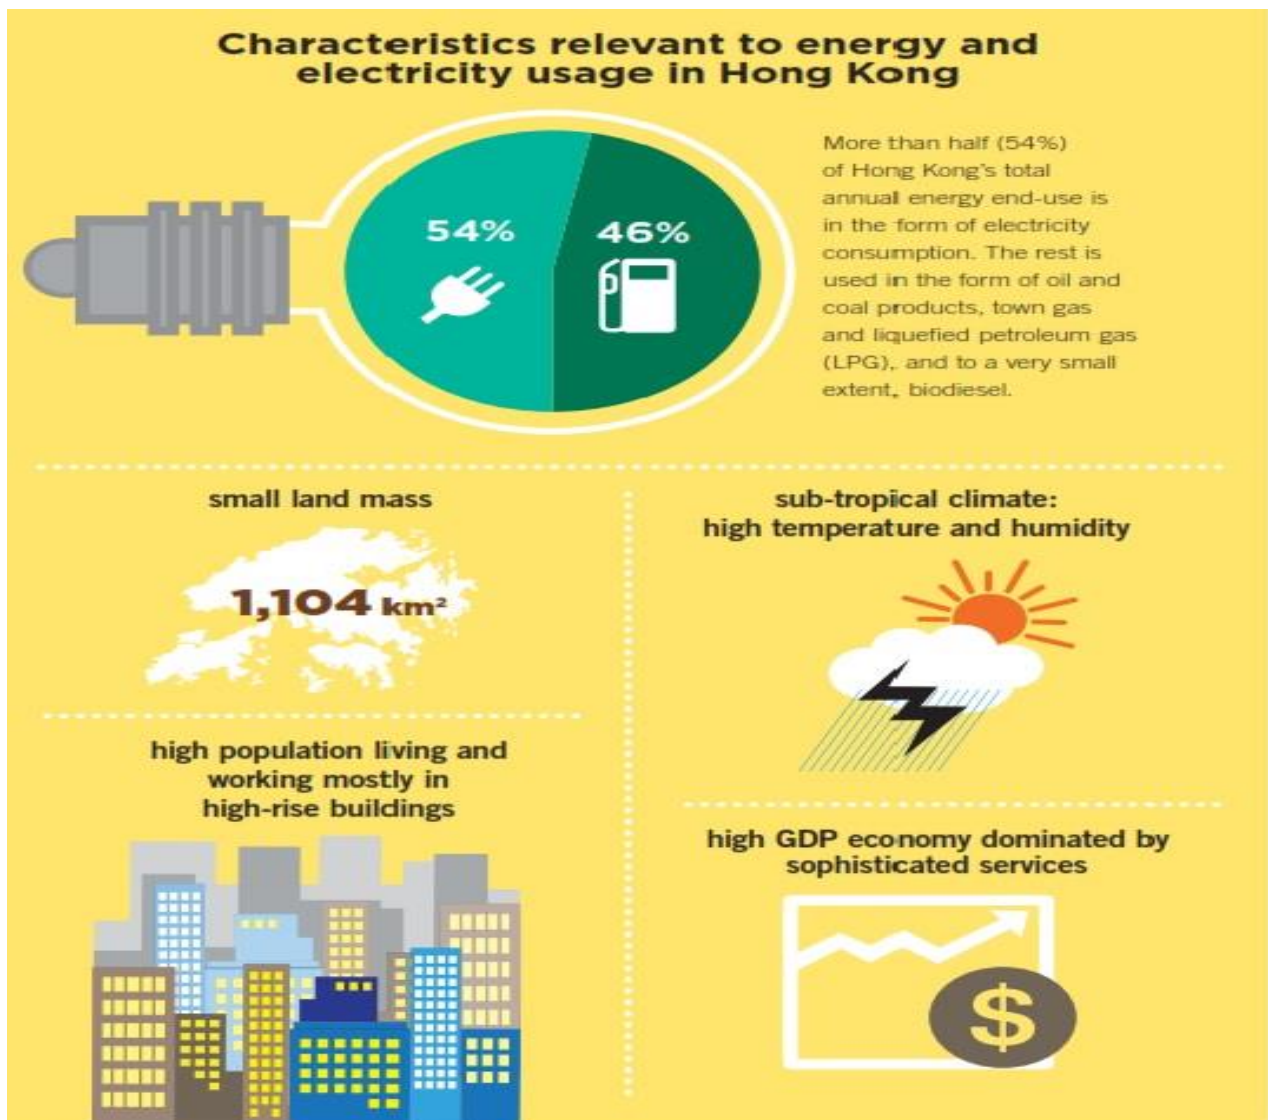 Characteristics relevant to energy and
electricity usage in Hong Kong
54%
46%
More than half (54%)
of Hong Kong's total
annual energy end-use is
in the form of electricity
consumption. The rest is
used in the form of oil and
coal products, town gas
and liquefied petroleum gas
(LPG), and to a very small
extent, biodiesel.
small land mass
1,104 km²
high population living and
working mostly in
high-rise buildings
sub-tropical climate:
high temperature and humidity
high GDP economy dominated by
sophisticated services
$